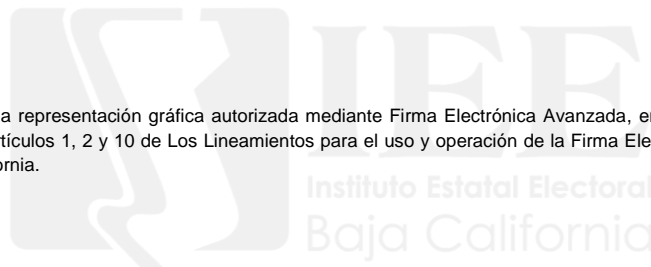 a representación gráfica autorizada mediante Firma Electrónica Avanzada, en
tículos 1, 2 y 10 de Los Lineamientos para el uso y operación de la Firma Ele
ornia.
IEE
Instituto Estatal Electoral
Baja California